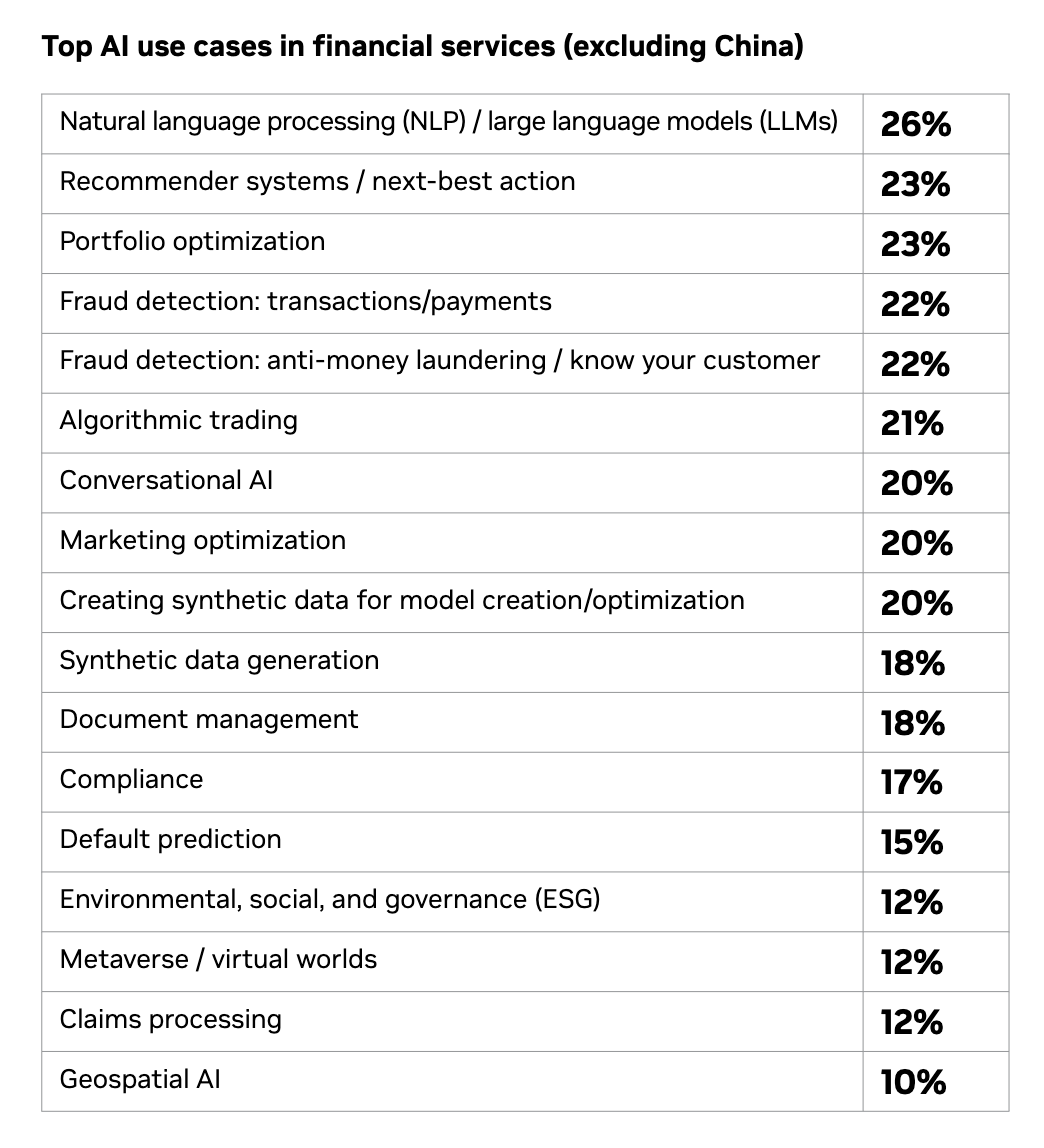 Top AI use cases in financial services (excluding China)
Natural language processing (NLP) / large language models (LLMs) 26%
Recommender systems / next-best action 23%
Portfolio optimization 23%
Fraud detection: transactions/payments 22%
Fraud detection: anti-money laundering / know your customer 22%
Algorithmic trading 21%
Conversational AI 20%
Marketing optimization 20%
Creating synthetic data for model creation/optimization 20%
Synthetic data generation 18%
Document management 18%
Compliance 17%
Default prediction 15%
Environmental, social, and governance (ESG) 12%
Metaverse / virtual worlds 12%
Claims processing 12%
Geospatial AI 10%